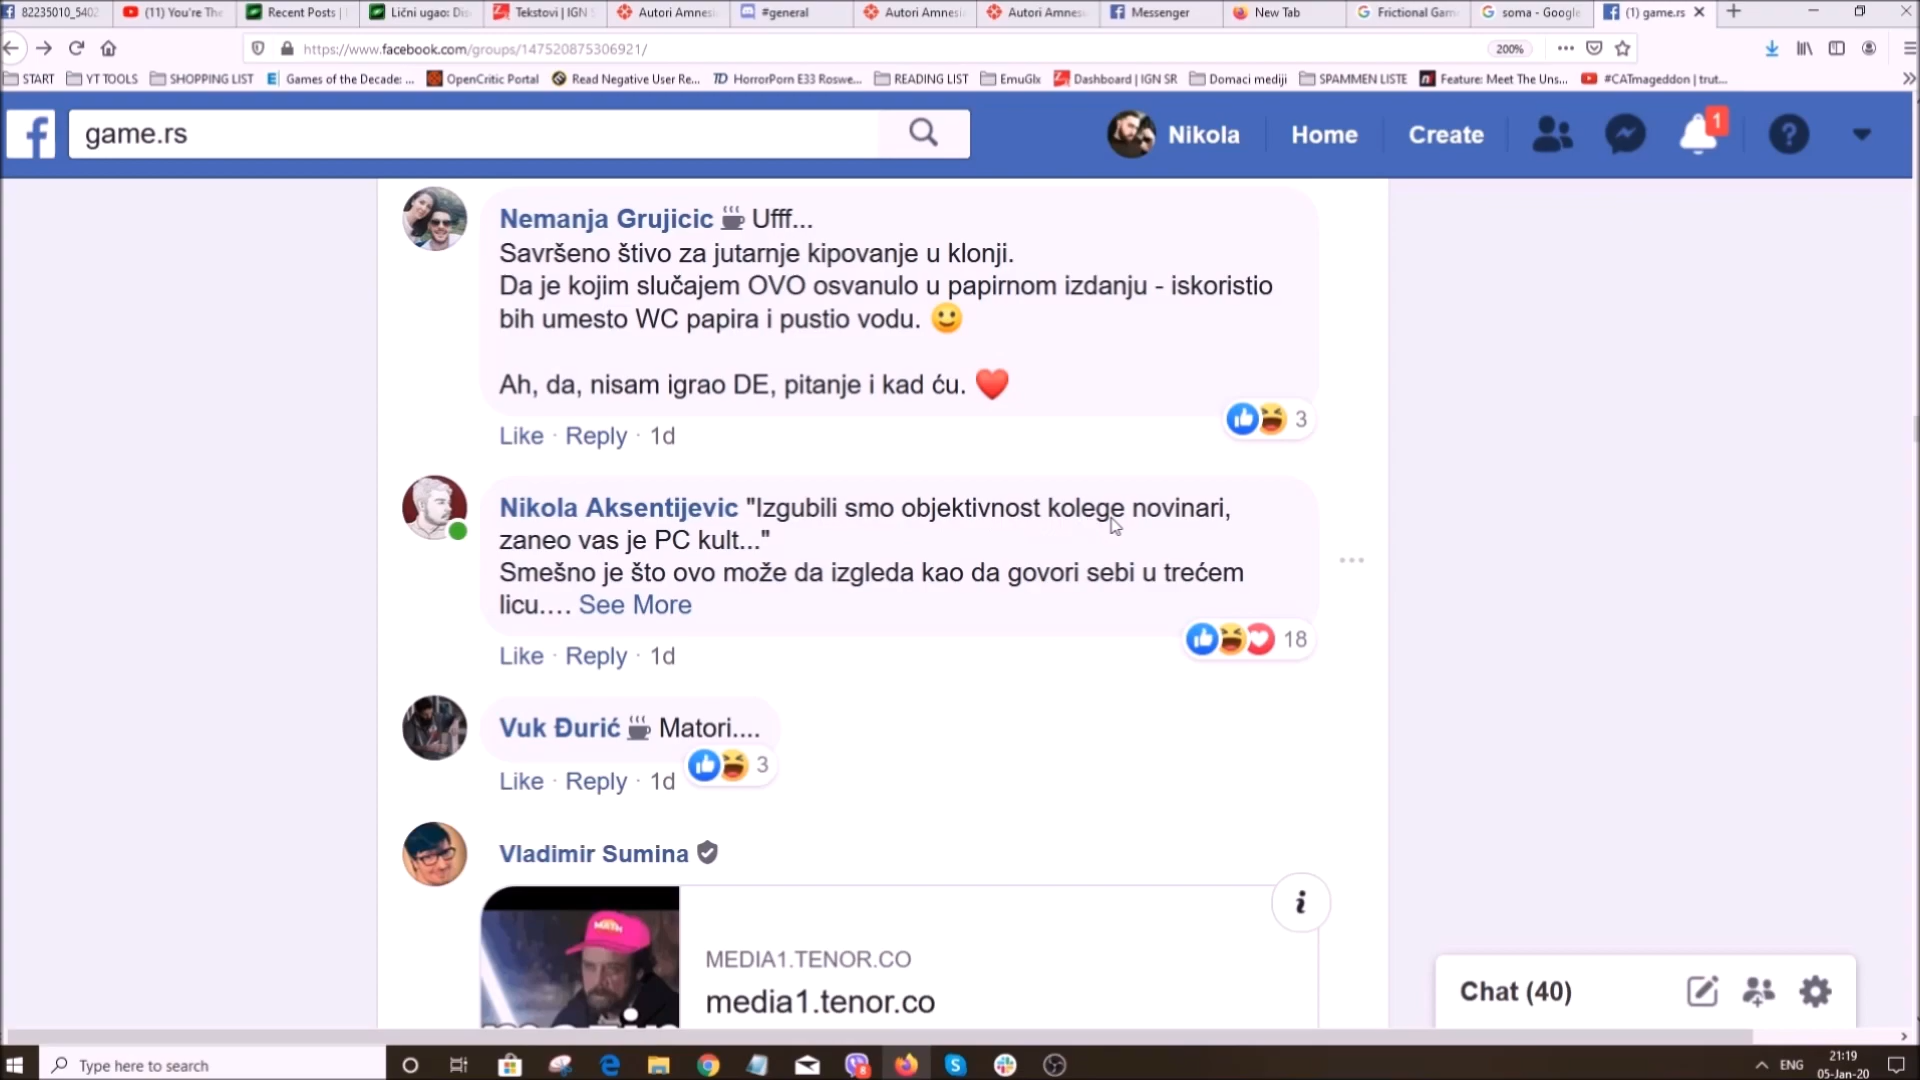 82235010_5402
(11) You're The
Recent Posts |
Lični ugao: Dis
Tekstovi | IGN S
Autori Amnesi
#general
Autori Amnesi
Autori Amnes
Messenger
New Tab
Frictional Gam
soma - Google
(1) game.rs
https://www.facebook.com/groups/147520875306921/
200%
START
YT TOOLS
SHOPPING LIST
Games of the Decade: ...
OpenCritic Portal
Read Negative User Re...
HorrorPorn E33 Roswe...
READING LIST
EmuGlx
Dashboard | IGN SR
Domaci mediji
SPAMMEN LISTE
Feature: Meet The Uns...
#CATmageddon | trut...
game.rs
Nikola
Home
Create
1
Nemanja Grujicic Ufff...
Savršeno štivo za jutarnje kipovanje u klonji.
Da je kojim slučajem OVO osvanulo u papirnom izdanju - iskoristio
bih umesto WC papira i pustio vodu. 🙂
Ah, da, nisam igrao DE, pitanje i kad ću. ❤️
3
Like · Reply · 1d
Nikola Aksentijevic "Izgubili smo objektivnost kolege novinari,
zaneo vas je PC kult..."
Smešno je što ovo može da izgleda kao da govori sebi u trećem
licu.... See More
18
Like · Reply · 1d
Vuk Đurić Matori....
3
Like · Reply · 1d
Vladimir Sumina
MATH
MEDIA1.TENOR.CO
media1.tenor.co
Chat (40)
Type here to search
8
ENG
21:19
05-Jan-20